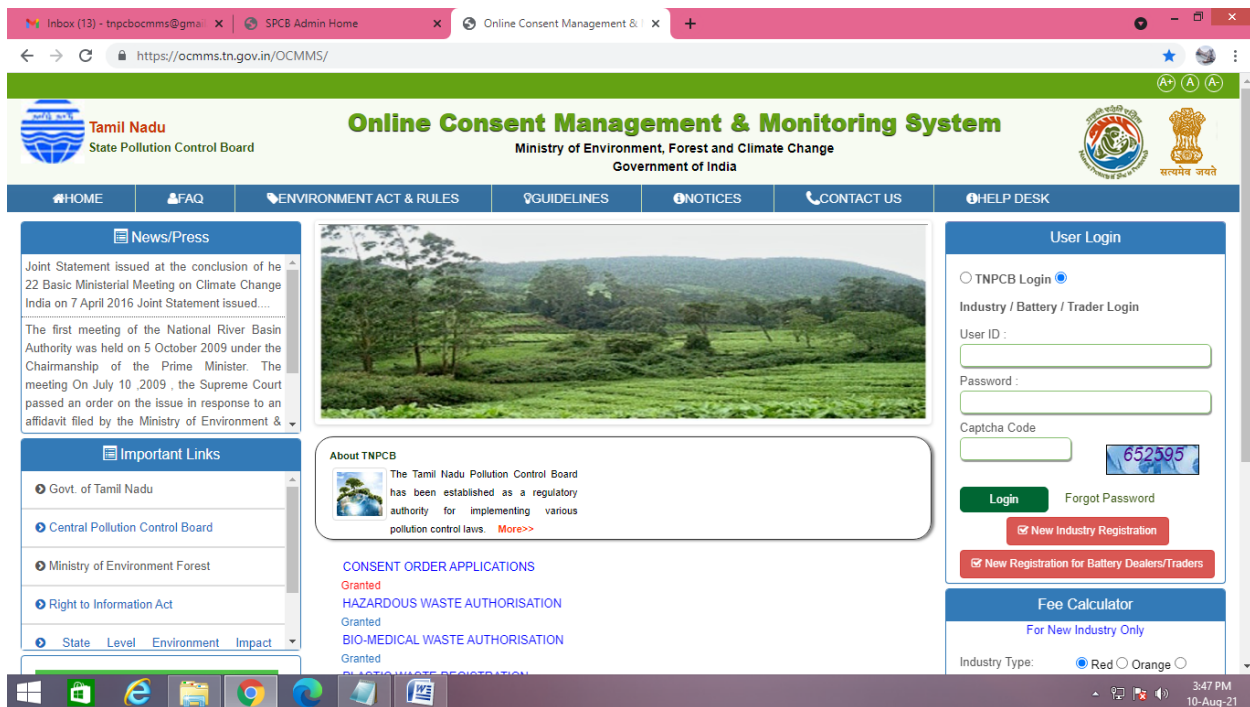 Inbox (13) - tnpcbocmms@gmai
SPCB Admin Home
Online Consent Management &
https://ocmms.tn.gov.in/OCMMS/
A+ A A-
Tamil Nadu
State Pollution Control Board
Online Consent Management & Monitoring System
Ministry of Environment, Forest and Climate Change
Government of India
सत्यमेव जयते
HOME FAQ ENVIRONMENT ACT & RULES GUIDELINES NOTICES CONTACT US HELP DESK
News/Press
Joint Statement issued at the conclusion of he
22 Basic Ministerial Meeting on Climate Change
India on 7 April 2016 Joint Statement issued....
The first meeting of the National River Basin
Authority was held on 5 October 2009 under the
Chairmanship of the Prime Minister. The
meeting On July 10 ,2009 , the Supreme Court
passed an order on the issue in response to an
affidavit filed by the Ministry of Environment &
Important Links
Govt. of Tamil Nadu
Central Pollution Control Board
Ministry of Environment Forest
Right to Information Act
State Level Environment Impact
About TNPCB
The Tamil Nadu Pollution Control Board
has been established as a regulatory
authority for implementing various
pollution control laws. More>>
CONSENT ORDER APPLICATIONS
Granted
HAZARDOUS WASTE AUTHORISATION
Granted
BIO-MEDICAL WASTE AUTHORISATION
Granted
PLASTIC WASTE REGISTRATION
User Login
TNPCB Login
Industry / Battery / Trader Login
User ID :
Password :
Captcha Code
652595
Login Forgot Password
New Industry Registration
New Registration for Battery Dealers/Traders
Fee Calculator
For New Industry Only
Industry Type: Red Orange
3:47 PM
10-Aug-21